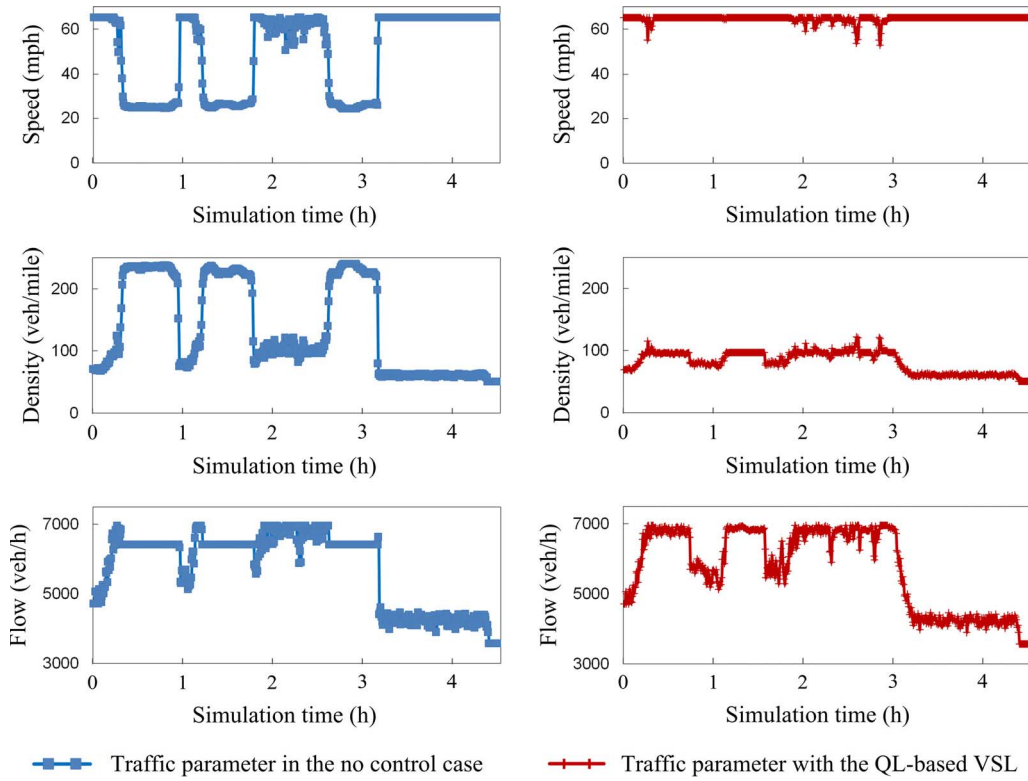 60
40
20
0
Speed (mph)
0 1 2 3 4
Simulation time (h)
60
40
20
0
Speed (mph)
0 1 2 3 4
Simulation time (h)
200
100
0
Density (veh/mile)
0 1 2 3 4
Simulation time (h)
200
100
0
Density (veh/mile)
0 1 2 3 4
Simulation time (h)
7000
5000
3000
Flow (veh/h)
0 1 2 3 4
Simulation time (h)
7000
5000
3000
Flow (veh/h)
0 1 2 3 4
Simulation time (h)
Traffic parameter in the no control case
Traffic parameter with the QL-based VSL